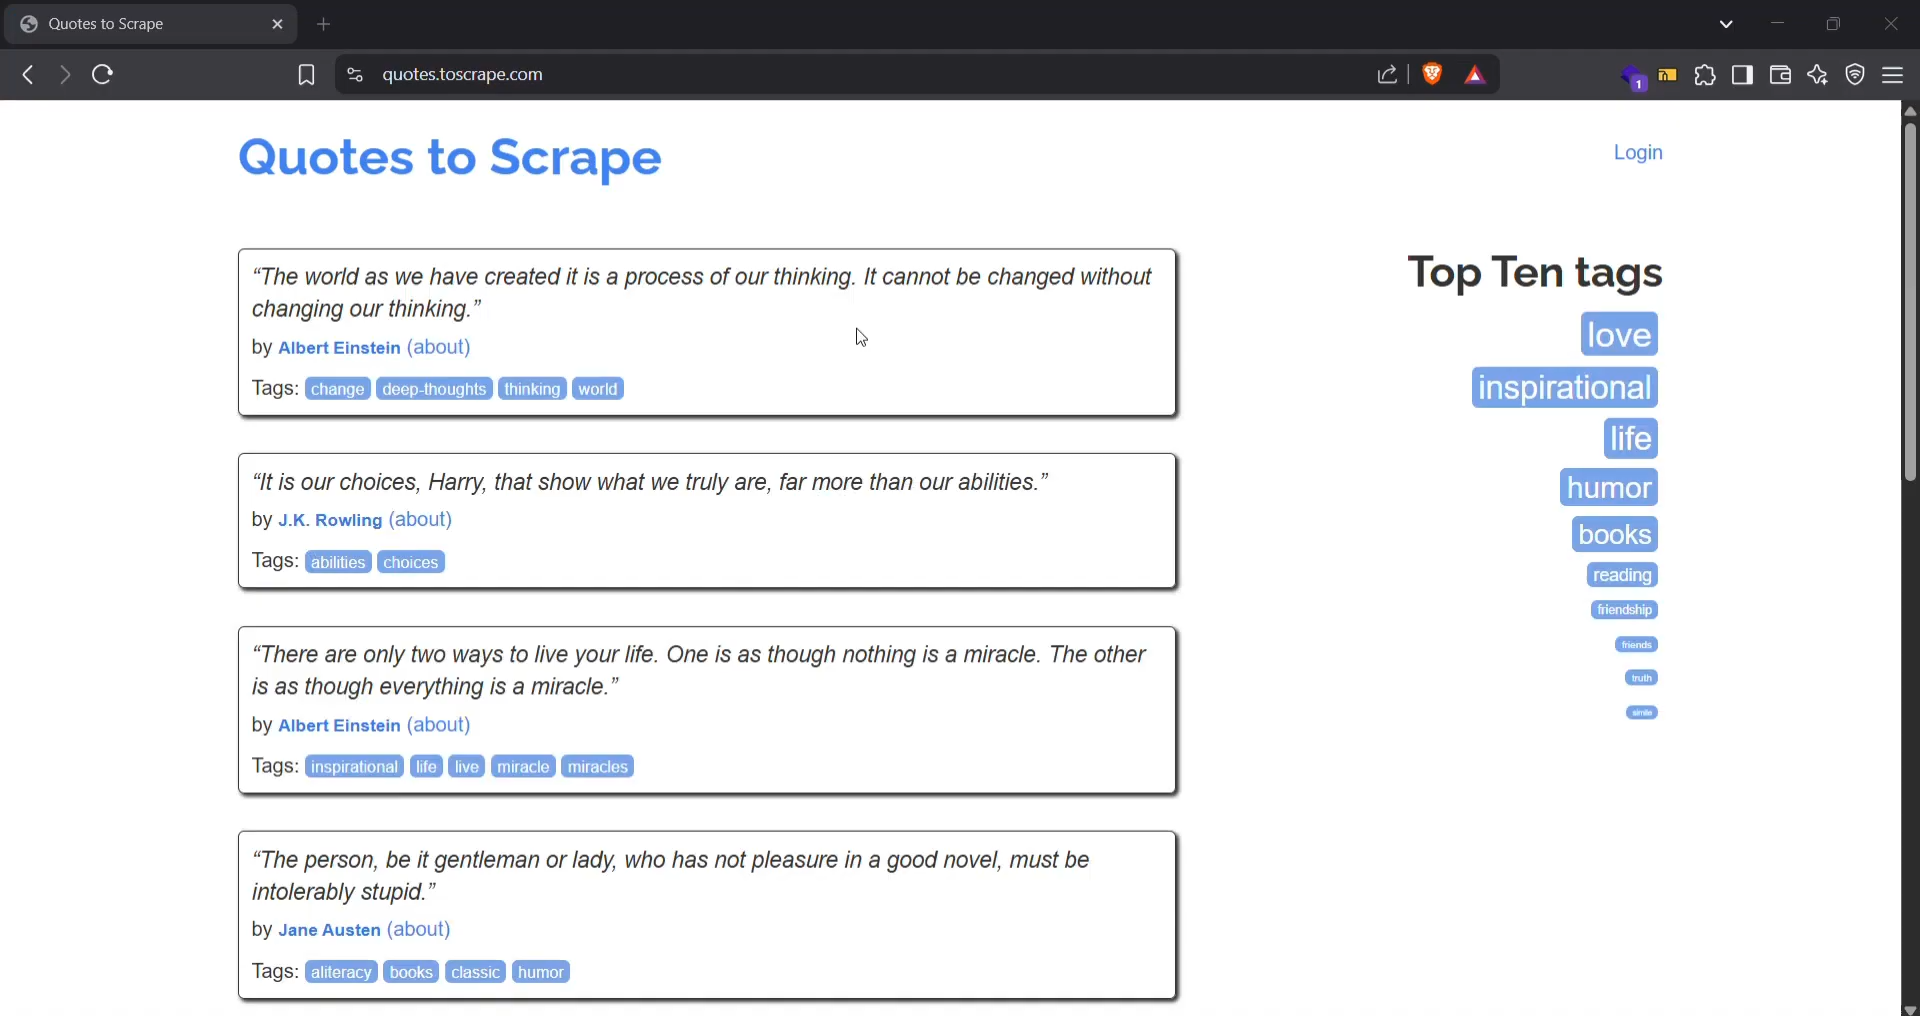 Quotes to Scrape
quotes.toscrape.com
1
Quotes to Scrape
Login
“The world as we have created it is a process of our thinking. It cannot be changed without
changing our thinking.”
by Albert Einstein (about)
Tags: change deep-thoughts thinking world
“It is our choices, Harry, that show what we truly are, far more than our abilities.”
by J.K. Rowling (about)
Tags: abilities choices
“There are only two ways to live your life. One is as though nothing is a miracle. The other
is as though everything is a miracle.”
by Albert Einstein (about)
Tags: inspirational life live miracle miracles
“The person, be it gentleman or lady, who has not pleasure in a good novel, must be
intolerably stupid.”
by Jane Austen (about)
Tags: aliteracy books classic humor
Top Ten tags
love
inspirational
life
humor
books
reading
friendship
friends
truth
simile